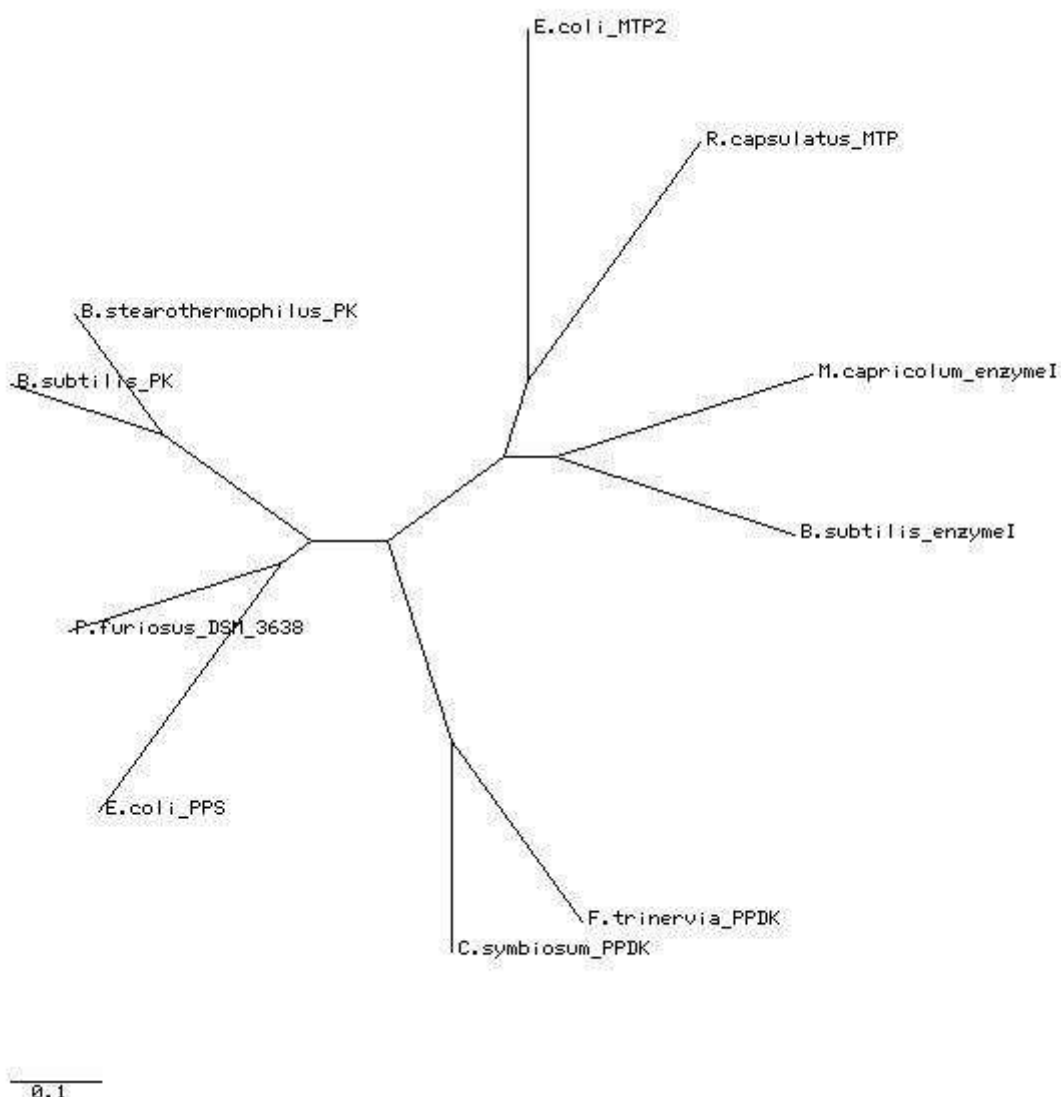 E.coli_MTP2
R.capsulatus_MTP
B.stearothermophilus_PK
M.capricolum_enzymeI
B.subtilis_PK
B.subtilis_enzymeI
P.furiosus_DSM_3638
E.coli_PPS
F.trinervia_PPDK
C.symbiosum_PPDK
0.1